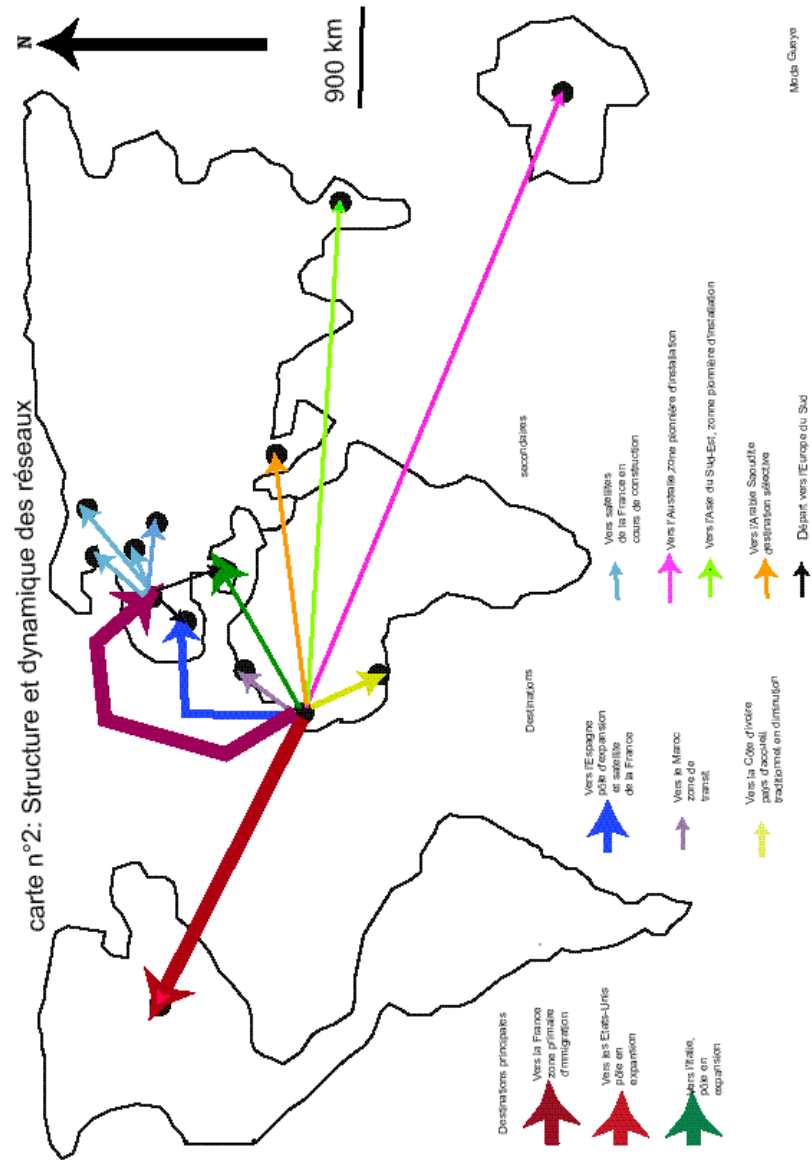 carte n°2: Structure et dynamique des réseaux
N
900 km
Destinations principales
Vers la France
zone primaire
d'immigration
Vers les Etats-Unis
pôle en
expansion
Vers l'Italie,
pôle en
expansion
Destinations
secondaires
Vers l'Espagne
pôle d'expansion
et satellite
de la France
Vers le Maroc
zone de
transit
Vers la Côte d'ivoire
pays d'accueil
traditionnel en diminution
Vers satellites
de la France en
cours de construction
Vers l'Australie ,zone pionnière d'installation
Vers l'Asie du Sud-Est, zonne pionnière d'installation
Vers l'Arabie Saoudite
destination sélective
Départ vers l'Europe du Sud
Moda Gueye